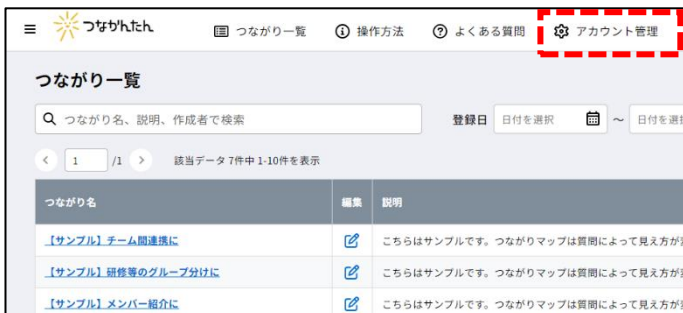 つながかんたん つながり一覧 操作方法 よくある質問 アカウント管理
つながり一覧
つながり名、説明、作成者で検索 登録日 日付を選択 ～ 日付を選
1 /1 該当データ 7件中 1-10件を表示
つながり名 編集 説明
【サンプル】チーム間連携に こちらはサンプルです。つながりマップは質問によって見え方が
【サンプル】研修等のグループ分けに こちらはサンプルです。つながりマップは質問によって見え方が
【サンプル】メンバー紹介に こちらはサンプルです。つながりマップは質問によって見え方が